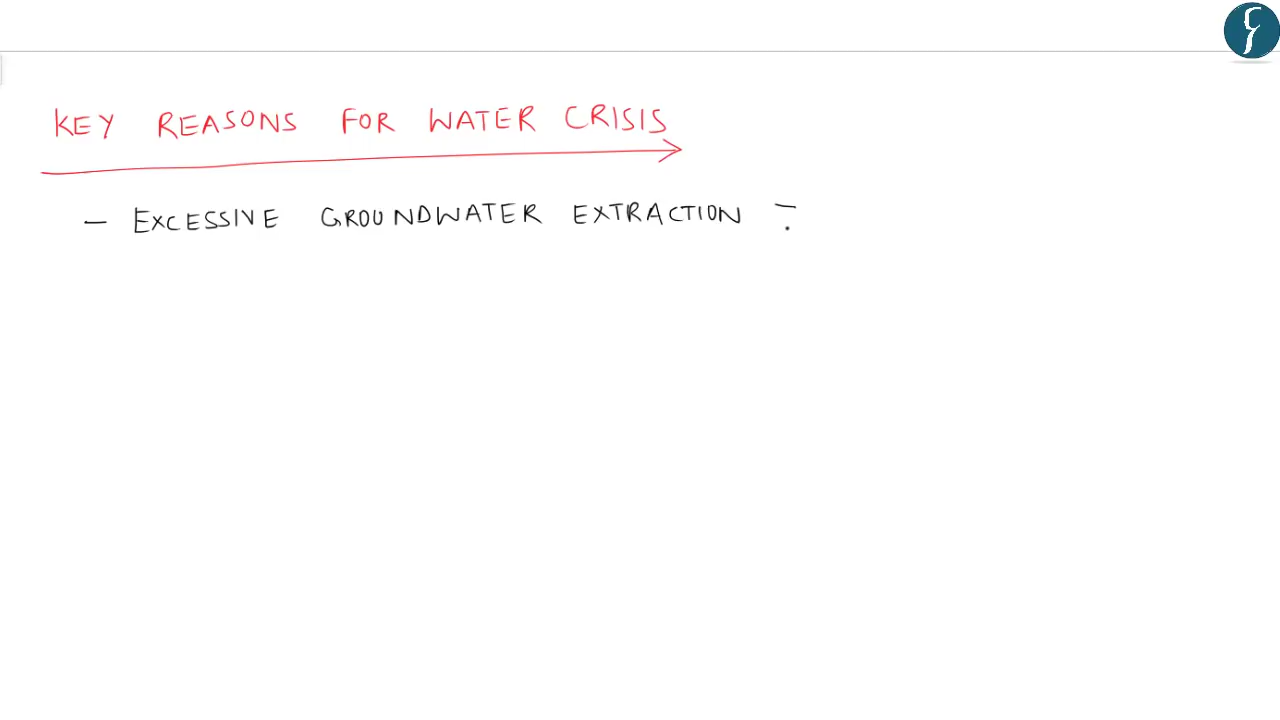 KEY REASONS FOR WATER CRISIS
- EXCESSIVE GROUNDWATER EXTRACTION